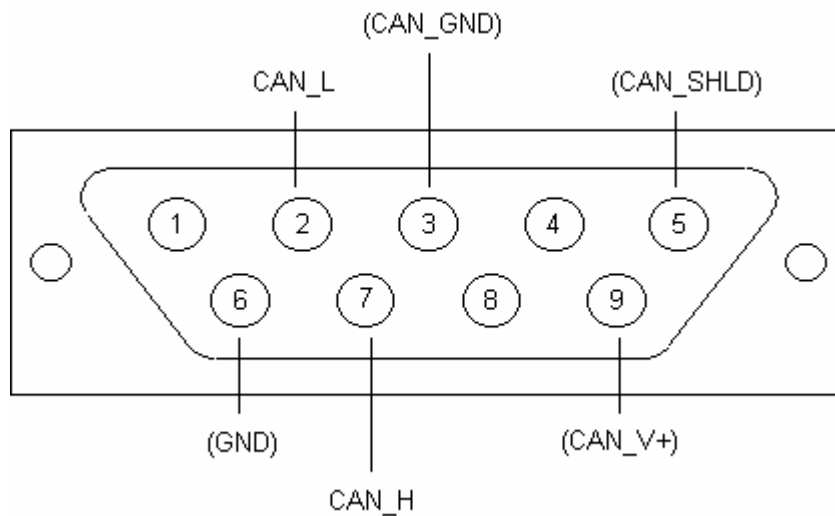 (CAN_GND)
CAN_L
(CAN_SHLD)
1 2 3 4 5
6 7 8 9
(GND)
(CAN_V+)
CAN_H